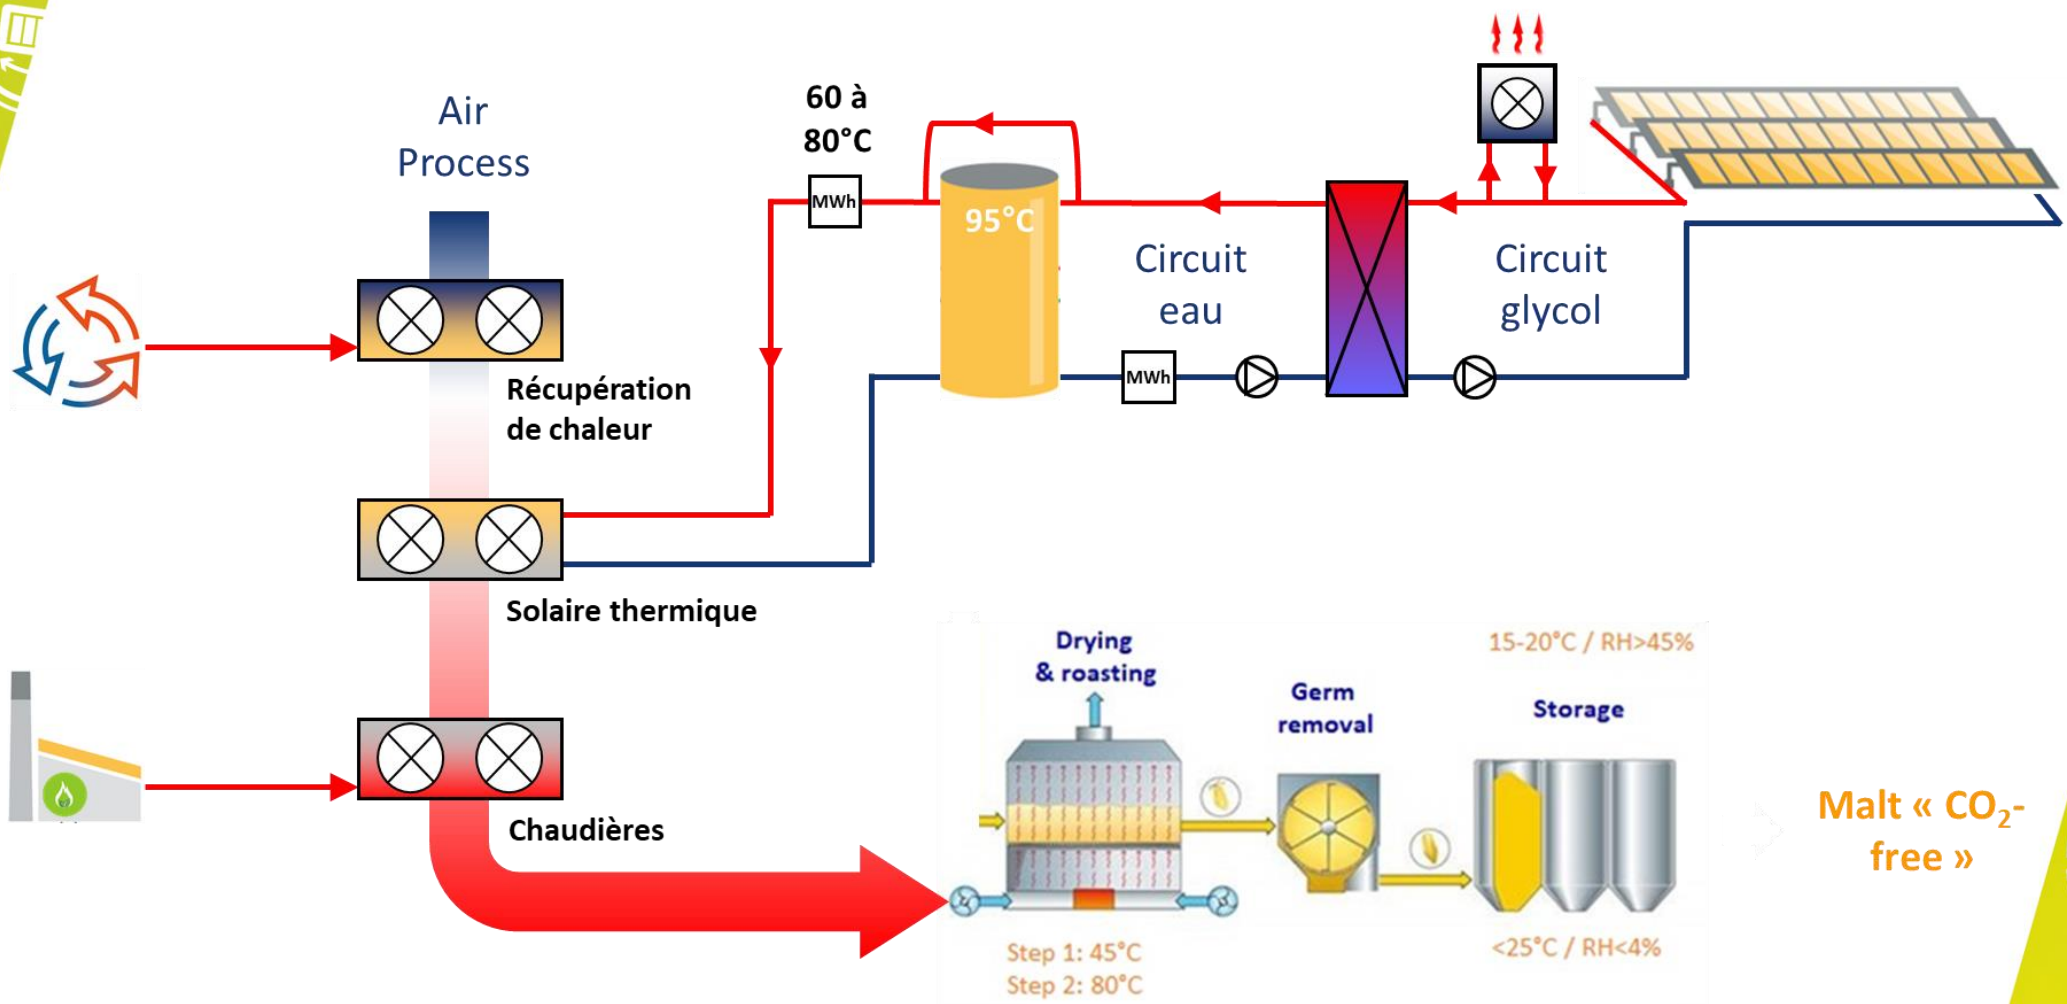 Air
Process
60 à
80°C
MWh
95°C
Circuit
eau
Circuit
glycol
MWh
Récupération
de chaleur
Solaire thermique
Chaudières
Drying
& roasting
Germ
removal
15-20°C / RH>45%
Storage
Step 1: 45°C
Step 2: 80°C
<25°C / RH<4%
Malt « CO₂-
free »